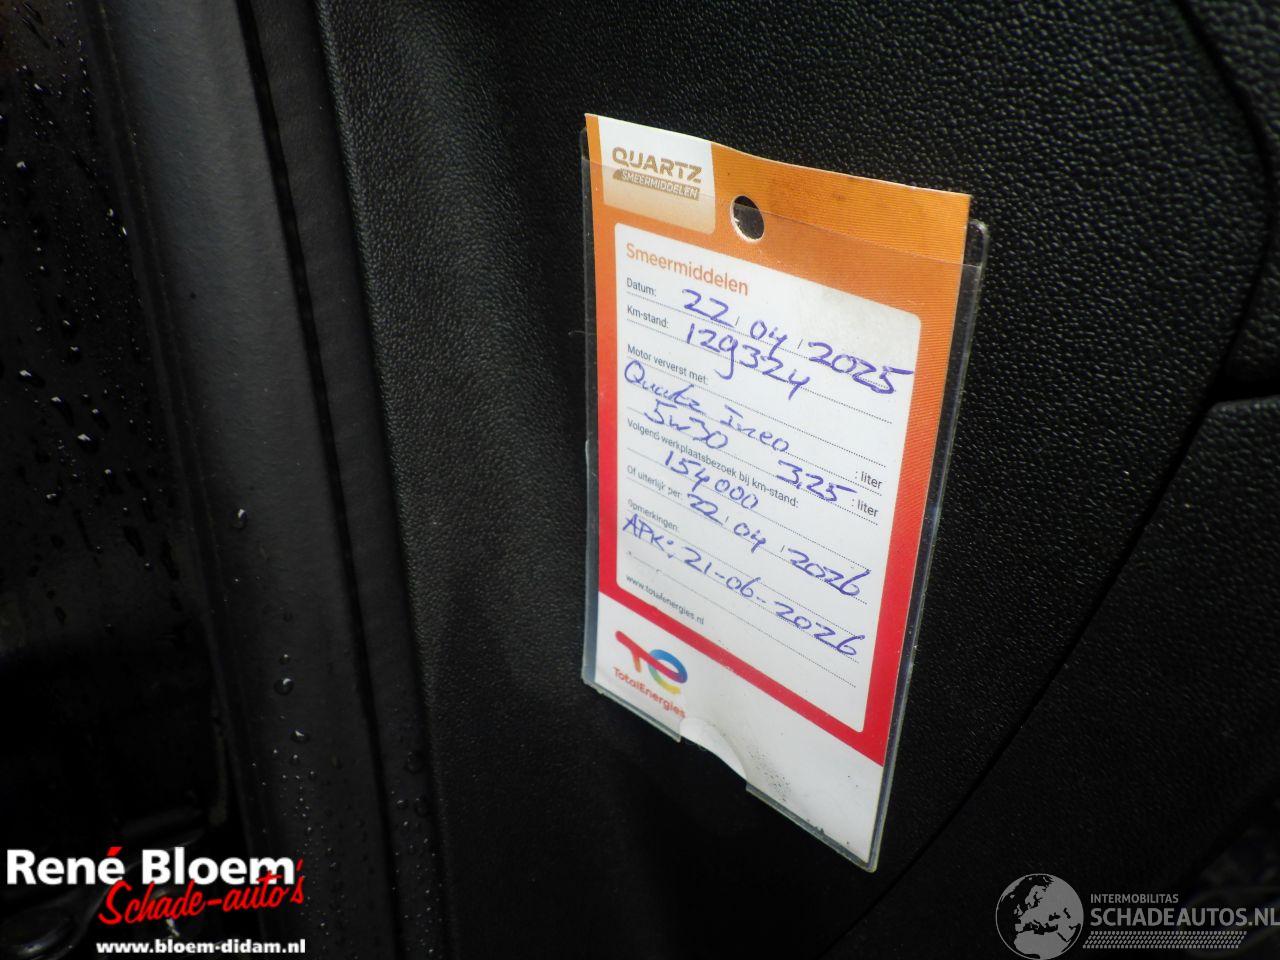 QUARTZ
SMEERMIDDELEN
Smeermiddelen
Datum: 22/04/2025
Km-stand: 129324
Motor ververst met:
Quartz Ineo : liter
5w30 3,25 : liter
Volgend werkplaatsbezoek bij km-stand:
154000
Of uiterlijk per: 22/04/2026
Opmerkingen:
APK: 21-06-2026
www.totalenergies.nl
TotalEnergies
René Bloem
Schade-auto's
www.bloem-didam.nl
INTERMOBILITAS
SCHADEAUTOS.NL